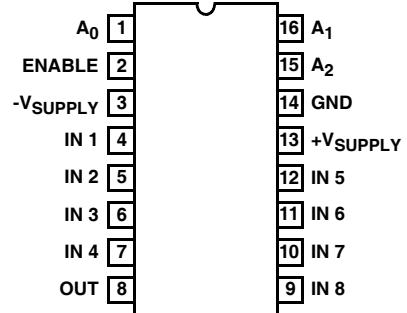 A0 1 16 A1
ENABLE 2 15 A2
-VSUPPLY 3 14 GND
IN 1 4 13 +VSUPPLY
IN 2 5 12 IN 5
IN 3 6 11 IN 6
IN 4 7 10 IN 7
OUT 8 9 IN 8